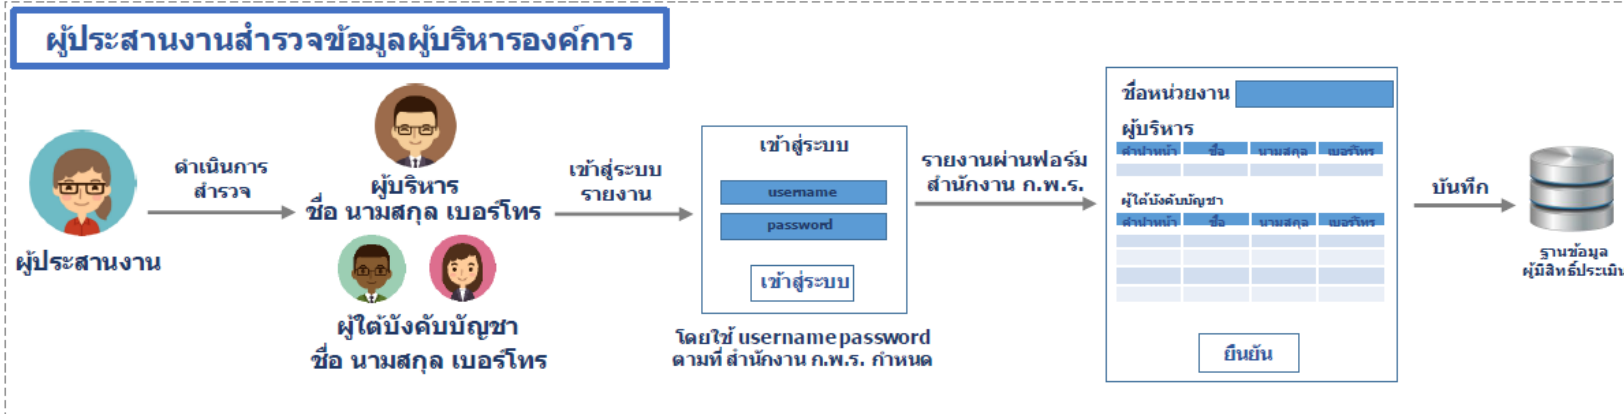 ผู้ประสานงานสำรวจข้อมูลผู้บริหารองค์การ
ผู้ประสานงาน
ดำเนินการ
สำรวจ
ผู้บริหาร
ชื่อ นามสกุล เบอร์โทร
ผู้ใต้บังคับบัญชา
ชื่อ นามสกุล เบอร์โทร
เข้าสู่ระบบ
รายงาน
เข้าสู่ระบบ
username
password
เข้าสู่ระบบ
โดยใช้ username password
ตามที่ สำนักงาน ก.พ.ร. กำหนด
รายงานผ่านฟอร์ม
สำนักงาน ก.พ.ร.
ชื่อหน่วยงาน
ผู้บริหาร
คำนำหน้า ชื่อ นามสกุล เบอร์โทร
ผู้ใต้บังคับบัญชา
คำนำหน้า ชื่อ นามสกุล เบอร์โทร
ยืนยัน
บันทึก
ฐานข้อมูล
ผู้มีสิทธิ์ประเมิน